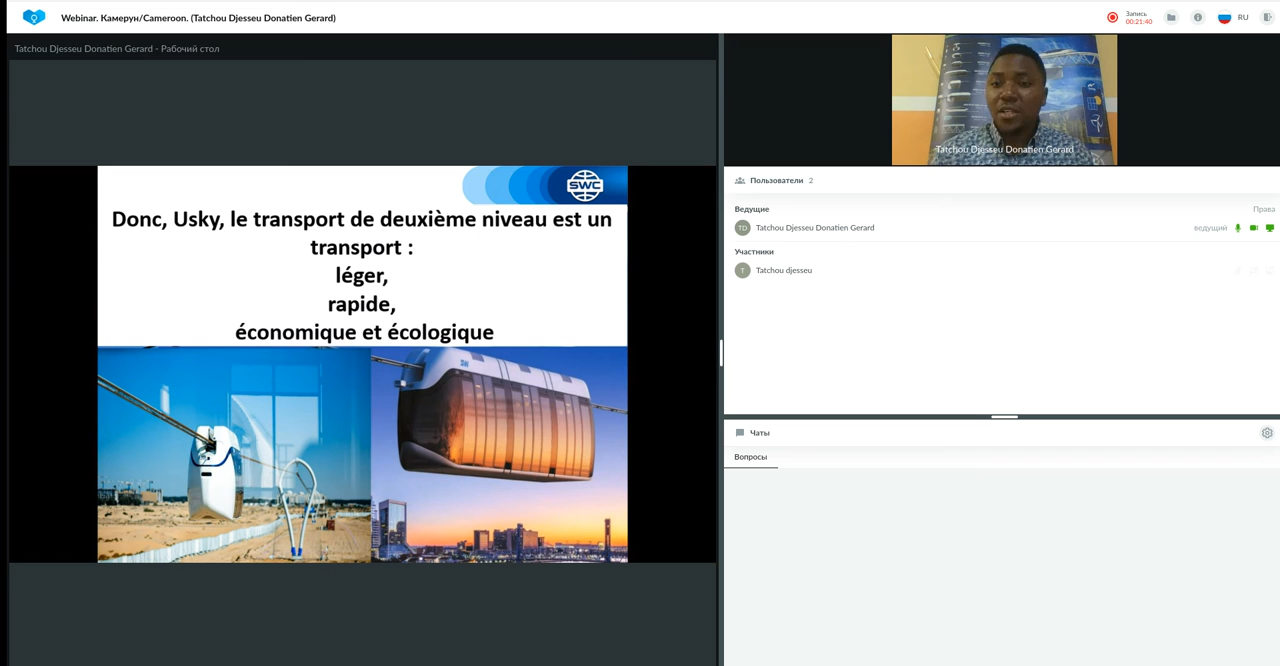 Webinar. Камерун/Cameroon. (Tatchou Djesseu Donatien Gerard)
Запись
00:21:40
RU
Tatchou Djesseu Donatien Gerard - Рабочий стол
SWC
Donc, Usky, le transport de deuxième niveau est un
transport :
léger,
rapide,
économique et écologique
Tatchou Djesseu Donatien Gerard
Пользователи 2
Ведущие Права
TD Tatchou Djesseu Donatien Gerard ведущий
Участники
T Tatchou djesseu
Чаты
Вопросы